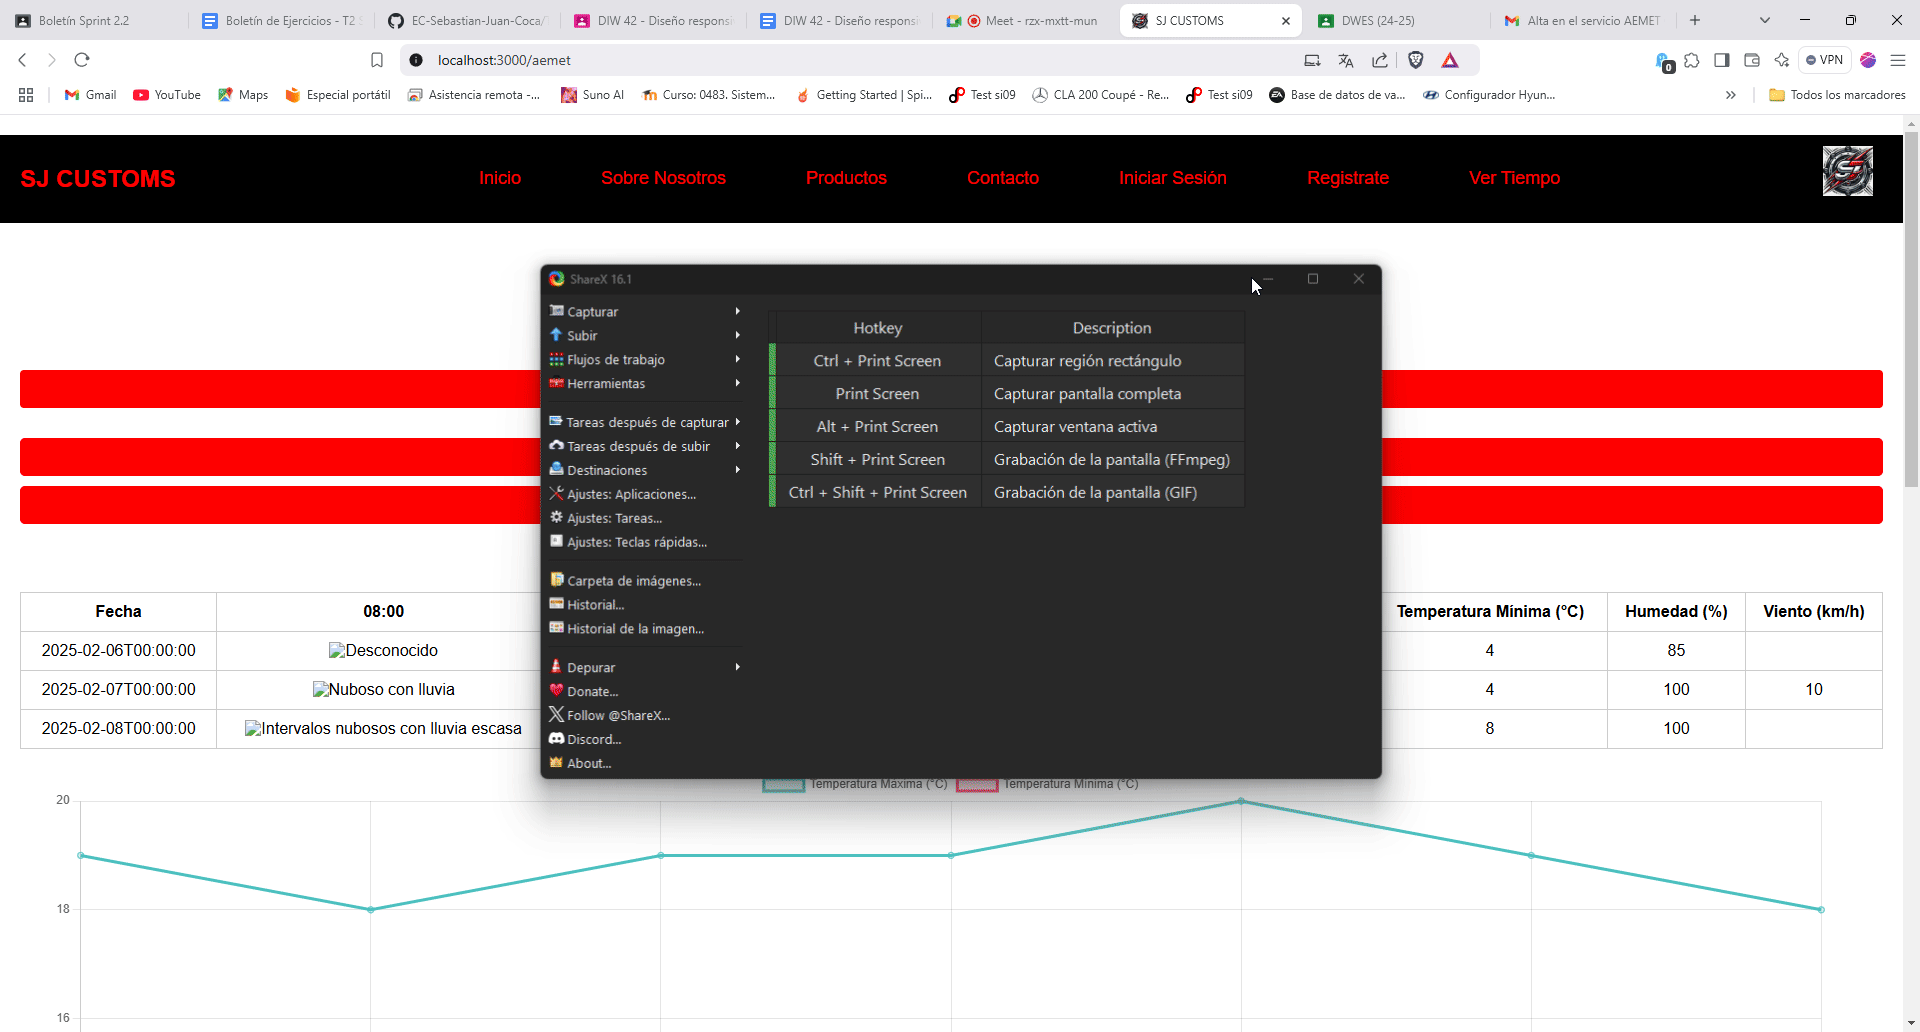 Boletín Sprint 2.2
Boletín de Ejercicios - T2
EC-Sebastian-Juan-Coca/
DIW 42 - Diseño responsi
DIW 42 - Diseño responsi
Meet - rzx-mxtt-mun
SJ CUSTOMS
DWES (24-25)
Alta en el servicio AEMET
localhost:3000/aemet
0
VPN
Gmail
YouTube
Maps
Especial portátil
Asistencia remota -...
Suno AI
Curso: 0483. Sistem...
Getting Started | Spi...
Test si09
CLA 200 Coupé - Re...
Test si09
Base de datos de va...
Configurador Hyun...
Todos los marcadores
SJ CUSTOMS
Inicio
Sobre Nosotros
Productos
Contacto
Iniciar Sesión
Registrate
Ver Tiempo
ShareX 16.1
Capturar
Subir
Flujos de trabajo
Herramientas
Tareas después de capturar
Tareas después de subir
Destinaciones
Ajustes: Aplicaciones...
Ajustes: Tareas...
Ajustes: Teclas rápidas...
Carpeta de imágenes...
Historial...
Historial de la imagen...
Depurar
Donate...
Follow @ShareX...
Discord...
About...
Hotkey Description
Ctrl + Print Screen Capturar región rectángulo
Print Screen Capturar pantalla completa
Alt + Print Screen Capturar ventana activa
Shift + Print Screen Grabación de la pantalla (FFmpeg)
Ctrl + Shift + Print Screen Grabación de la pantalla (GIF)
Fecha 08:00 Temperatura Mínima (°C) Humedad (%) Viento (km/h)
2025-02-06T00:00:00 Desconocido 4 85
2025-02-07T00:00:00 Nuboso con lluvia 4 100 10
2025-02-08T00:00:00 Intervalos nubosos con lluvia escasa 8 100
Temperatura Máxima (°C) Temperatura Mínima (°C)
20
18
16